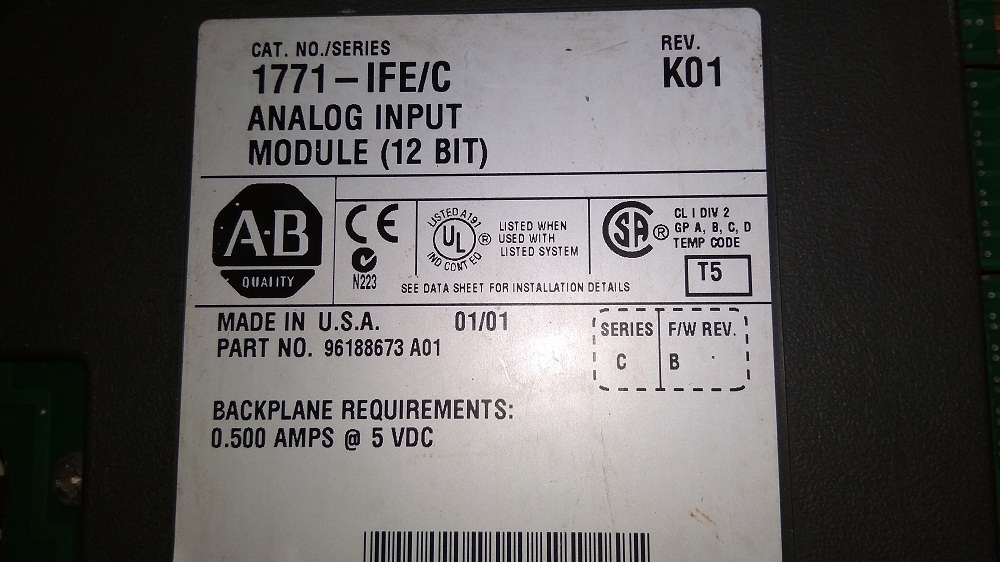 CAT. NO./SERIES
1771-IFE/C
ANALOG INPUT
MODULE (12 BIT)
REV.
K01
A-B
QUALITY
CE
N223
LISTED A197
UL
IND CONT EQ
®
LISTED WHEN
USED WITH
LISTED SYSTEM
SA ®
CL I DIV 2
GP A, B, C, D
TEMP CODE
T5
SEE DATA SHEET FOR INSTALLATION DETAILS
MADE IN U.S.A. 01/01
PART NO. 96188673 A01
SERIES F/W REV.
C B
BACKPLANE REQUIREMENTS:
0.500 AMPS @ 5 VDC